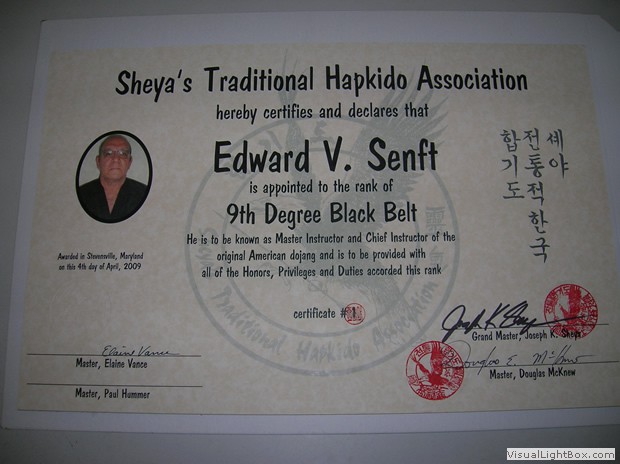 Sheya's Traditional Hapkido Association
hereby certifies and declares that
Edward V. Senft
is appointed to the rank of
9th Degree Black Belt
He is to be known as Master Instructor and Chief Instructor of the
original American dojang and is to be provided with
all of the Honors, Privileges and Duties accorded this rank
Awarded in Stevensville, Maryland
on this 4th day of April, 2009
certificate #1
셰야
전통적한국
합기도
Traditional Hapkido Association
Joseph K. Sheya
Grand Master, Joseph K. Sheya
Elaine Vance
Master, Elaine Vance
Douglas E. McKnew
Master, Douglas McKnew
Master, Paul Hummer
VisualLightBox.com